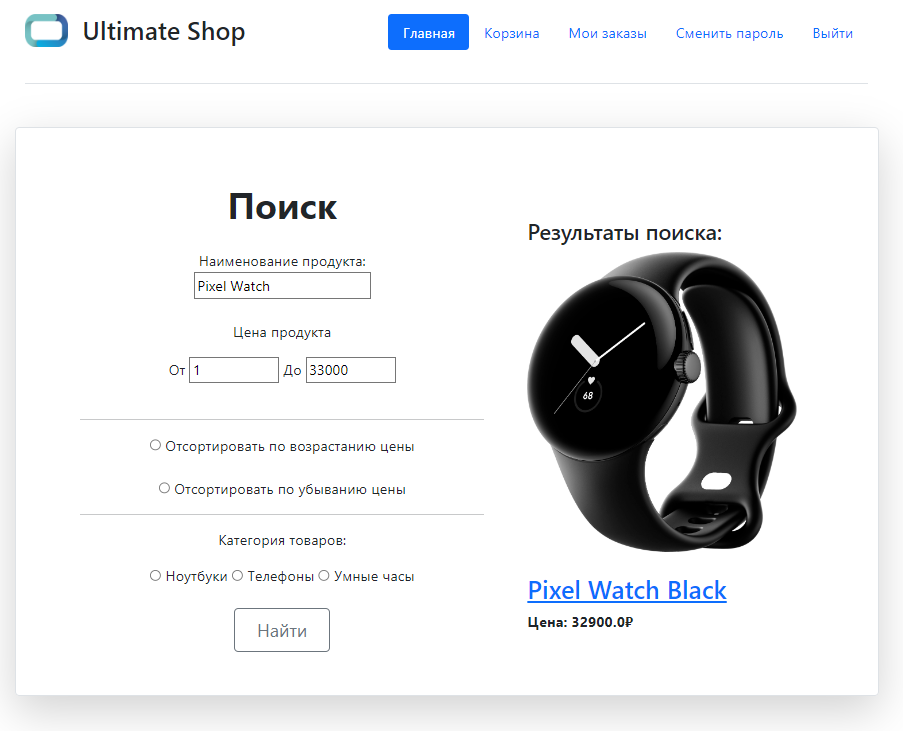 Ultimate Shop
Главная Корзина Мои заказы Сменить пароль Выйти
Поиск
Наименование продукта:
Pixel Watch
Цена продукта
От 1 До 33000
Отсортировать по возрастанию цены
Отсортировать по убыванию цены
Категория товаров:
Ноутбуки Телефоны Умные часы
Найти
Результаты поиска:
68
Pixel Watch Black
Цена: 32900.0₽